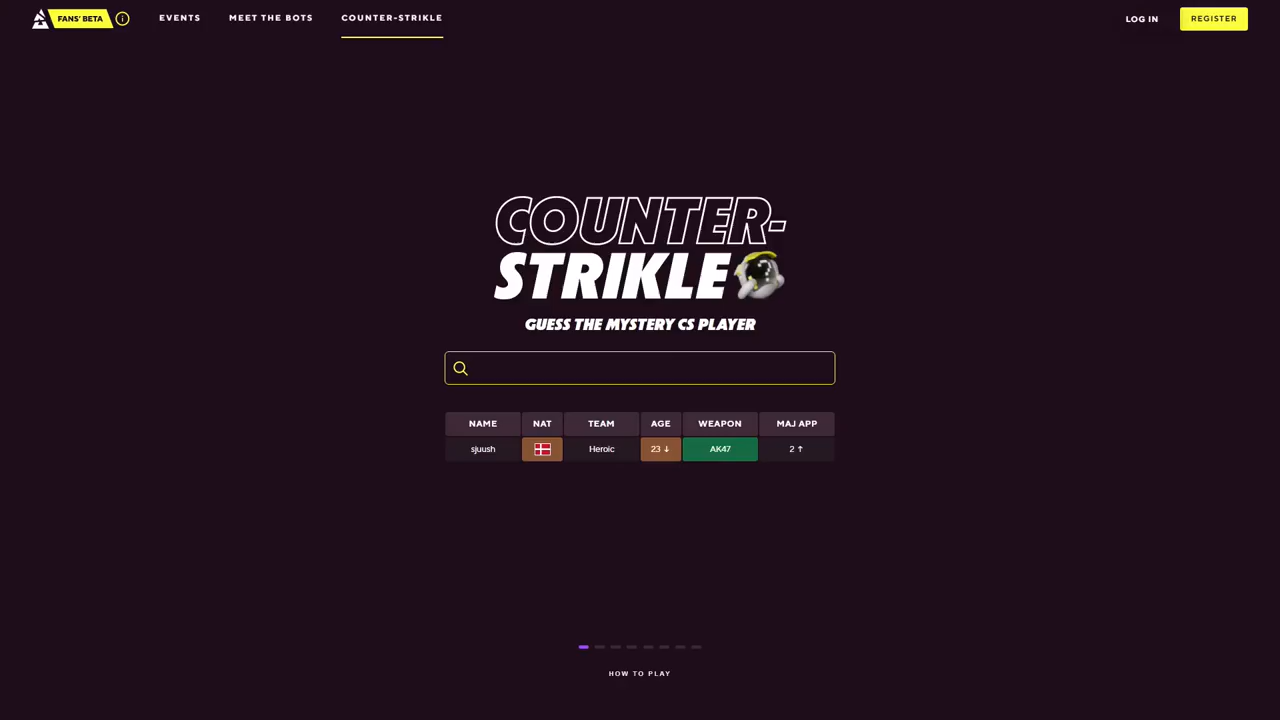 FANS' BETA
EVENTS
MEET THE BOTS
COUNTER-STRIKLE
LOG IN
REGISTER
COUNTER-
STRIKLE
GUESS THE MYSTERY CS PLAYER
NAME NAT TEAM AGE WEAPON MAJ APP
sjuush Heroic 23 ↓ AK47 2 ↑
HOW TO PLAY